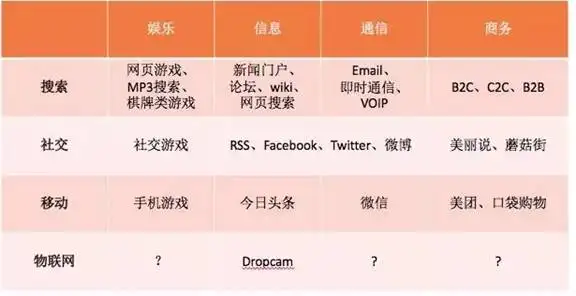 娱乐 信息 通信 商务
搜索
网页游戏、
MP3搜索、
棋牌类游戏
新闻门户、
论坛、wiki、
网页搜索
Email、
即时通信、
VOIP
B2C、C2C、B2B
社交 社交游戏 RSS、Facebook、Twitter、微博 美丽说、蘑菇街
移动 手机游戏 今日头条 微信 美团、口袋购物
物联网 ? Dropcam ? ?